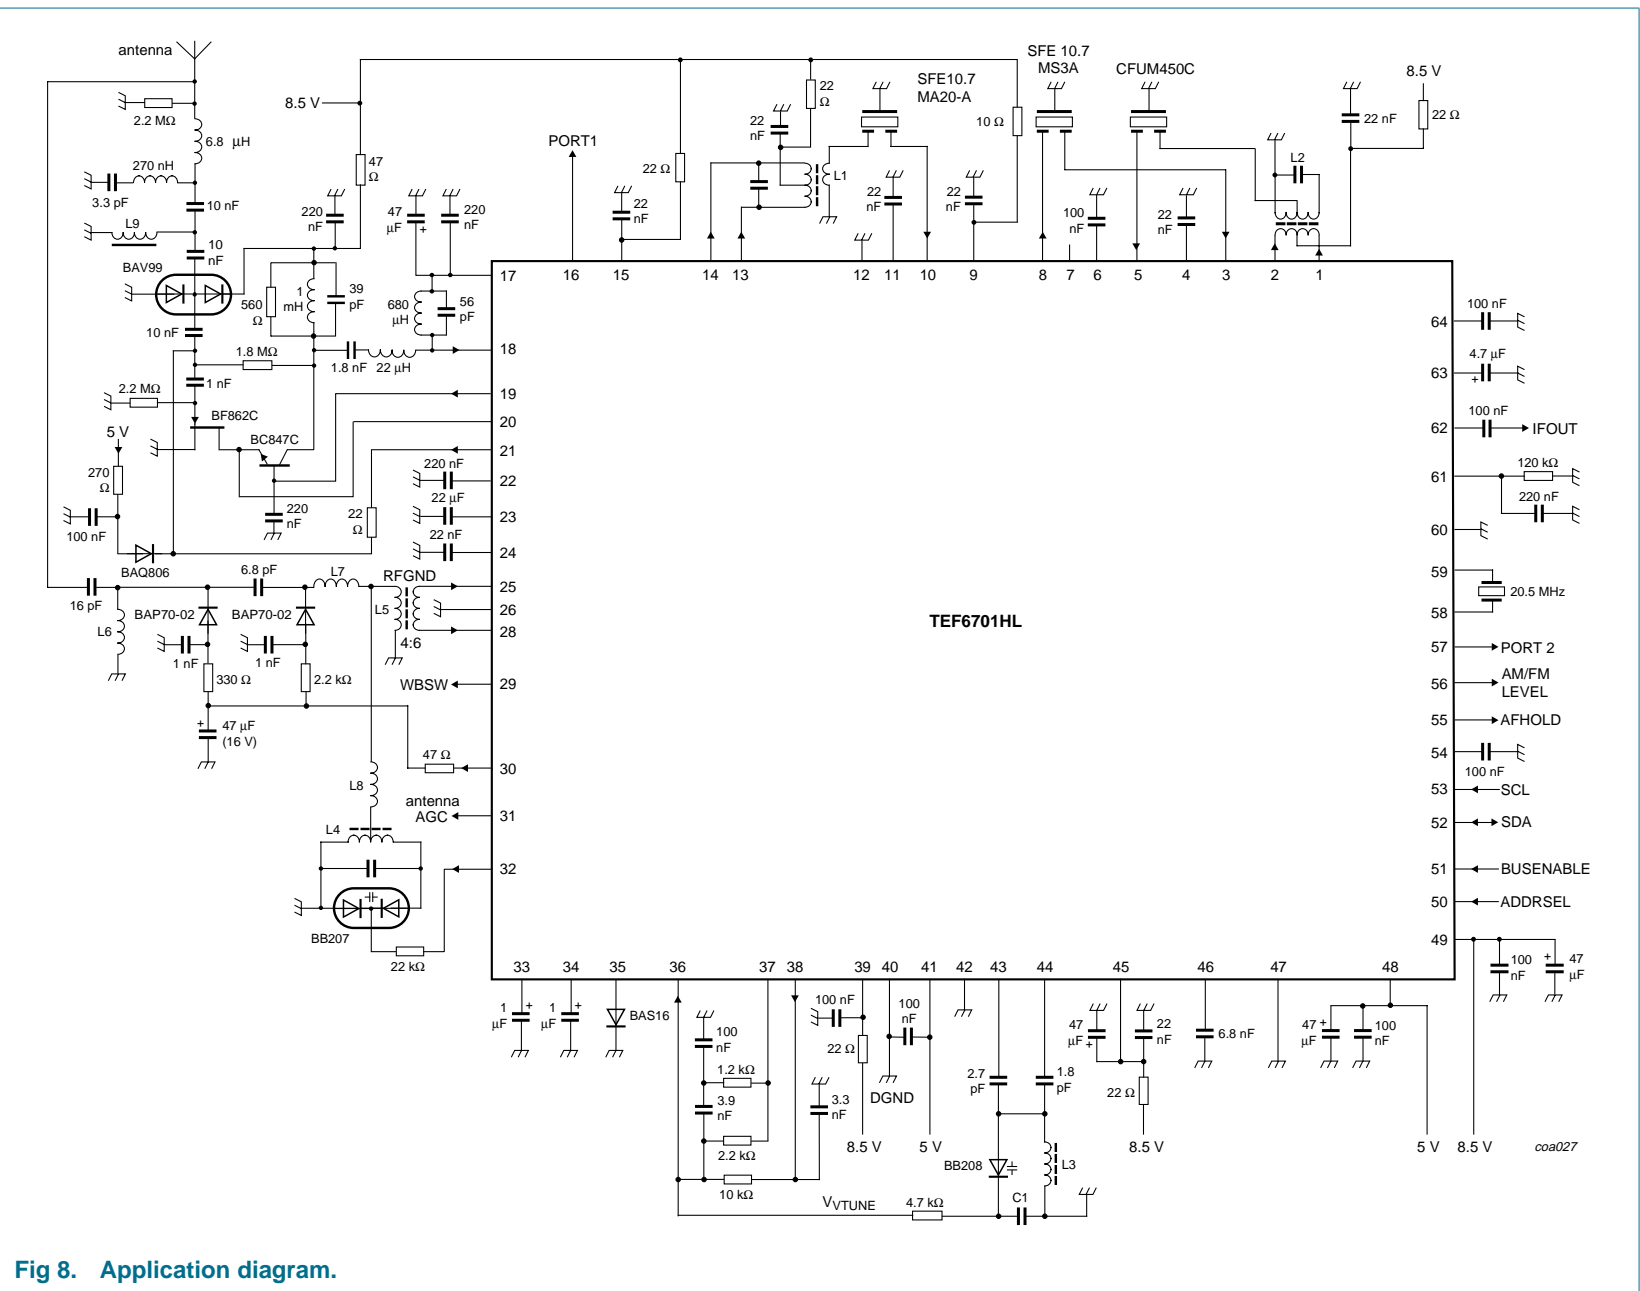 antenna
2.2 MΩ
6.8 μH
270 nH
3.3 pF
10 nF
L9
10
nF
BAV99
10 nF
1.8 MΩ
1 nF
2.2 MΩ
BF862C
BC847C
5 V
270
Ω
100 nF
BAQ806
220
nF
8.5 V
47
Ω
220
nF
47
μF
+
220
nF
560
Ω
1
mH
39
pF
680
μH
56
pF
1.8 nF
22 μH
22
Ω
220 nF
22 μF
22 nF
PORT1
22
nF
22 Ω
22
nF
22
Ω
L1
SFE10.7
MA20-A
22
nF
22
nF
10 Ω
SFE 10.7
MS3A
100
nF
CFUM450C
22
nF
L2
22 nF
8.5 V
22 Ω
17
16
15
14
13
12
11
10
9
8
7
6
5
4
3
2
1
18
19
20
21
22
23
24
25
26
28
29
30
31
32
16 pF
L6
BAP70-02
6.8 pF
BAP70-02
L7
RFGND
L5
4:6
1 nF
1 nF
330 Ω
2.2 kΩ
+
47 μF
(16 V)
WBSW
47 Ω
L8
antenna
AGC
L4
BB207
22 kΩ
TEF6701HL
64
100 nF
63
4.7 μF
+
62
100 nF
IFOUT
61
120 kΩ
220 nF
60
59
58
20.5 MHz
57
PORT 2
56
AM/FM
LEVEL
55
AFHOLD
54
100 nF
53
SCL
52
SDA
51
BUSENABLE
50
ADDRSEL
49
100
nF
+
47
μF
33
34
35
36
37
38
39
40
41
42
43
44
45
46
47
48
1
μF
+
1
μF
+
BAS16
100
nF
1.2 kΩ
3.9
nF
2.2 kΩ
10 kΩ
3.3
nF
100 nF
22 Ω
8.5 V
100
nF
DGND
5 V
2.7
pF
1.8
pF
BB208
L3
C1
VVTUNE
4.7 kΩ
47
μF
+
22
nF
22 Ω
8.5 V
6.8 nF
47
μF
+
100
nF
5 V
8.5 V
coa027
Fig 8. Application diagram.